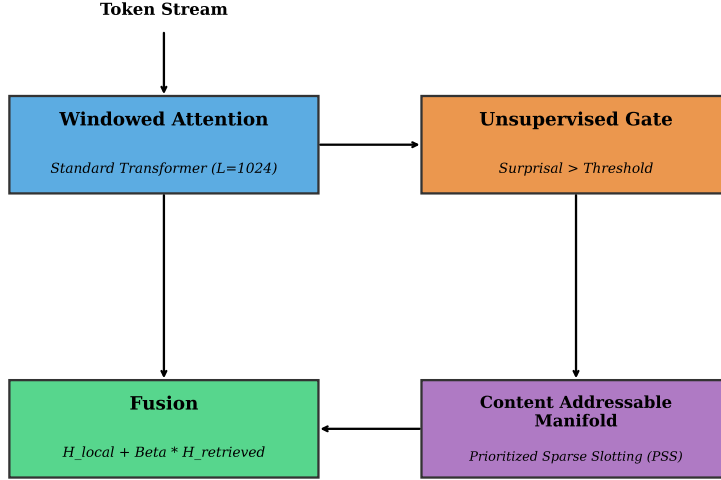 Token Stream
Windowed Attention
Standard Transformer (L=1024)
Unsupervised Gate
Surprisal > Threshold
Fusion
H_local + Beta * H_retrieved
Content Addressable
Manifold
Prioritized Sparse Slotting (PSS)